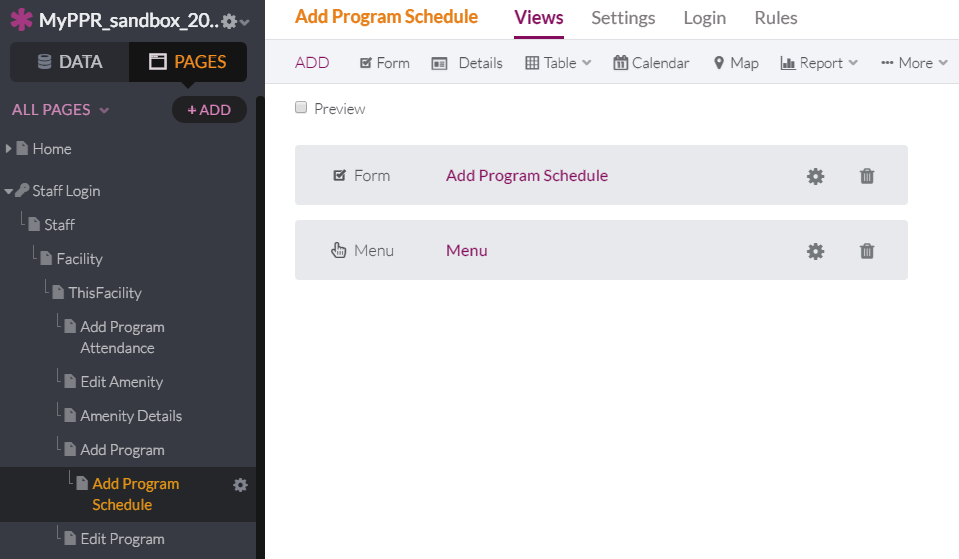 MyPPR_sandbox_20..
DATA
PAGES
ALL PAGES
+ ADD
Home
Staff Login
Staff
Facility
ThisFacility
Add Program
Attendance
Edit Amenity
Amenity Details
Add Program
Add Program
Schedule
Edit Program
Add Program Schedule Views Settings Login Rules
ADD Form Details Table 11 Calendar Map Report More
Preview
Form Add Program Schedule
Menu Menu